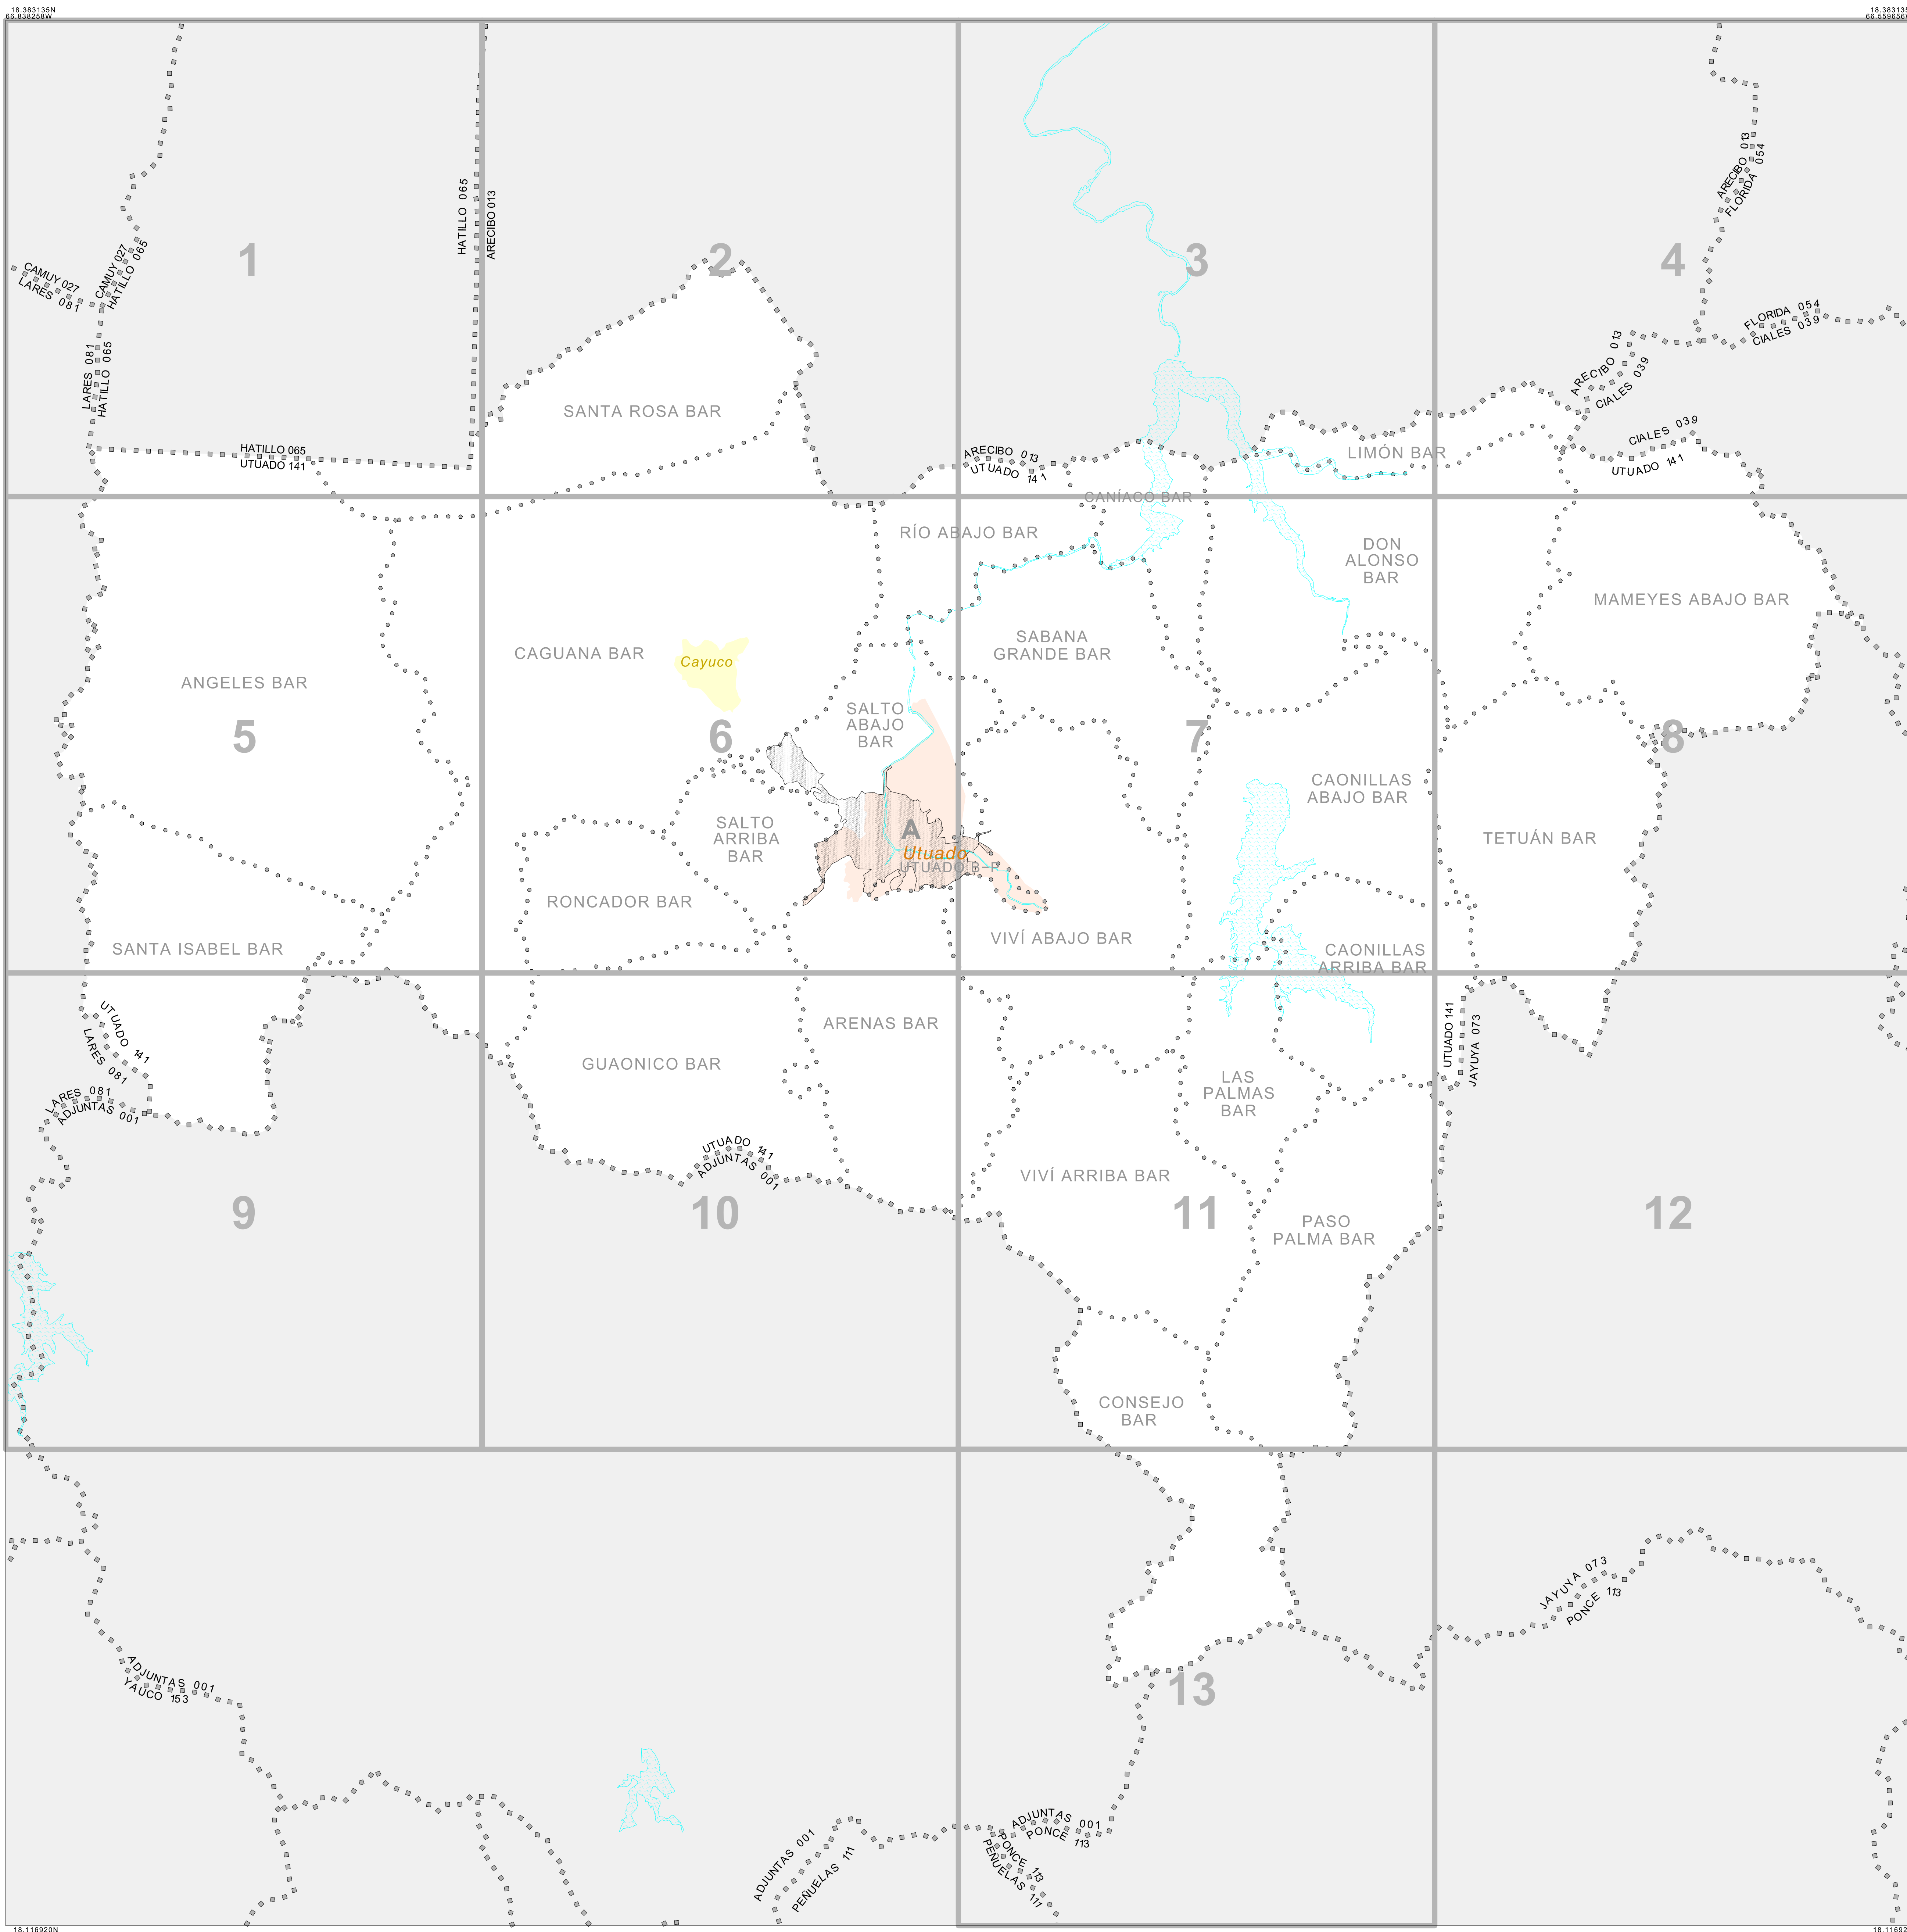 18.383135N
66.838258W
18.383135
66.559656
HATILLO 065
ARECIBO 013
ARECIBO 013
FLORIDA 054
1
2
3
4
CAMUY 027
LARES 081
CAMUY 027
HATILLO 065
FLORIDA 054
CIALES 039
ARECIBO 013
CIALES 039
LARES 081
HATILLO 065
SANTA ROSA BAR
HATILLO 065
UTUADO 141
ARECIBO 013
UTUADO 141
LIMÓN BAR
CIALES 039
UTUADO 141
CANÍACO BAR
RÍO ABAJO BAR
DON
ALONSO
BAR
MAMEYES ABAJO BAR
CAGUANA BAR
Cayuco
SABANA
GRANDE BAR
ANGELES BAR
SALTO
ABAJO
BAR
5
6
7
8
CAONILLAS
ABAJO BAR
SALTO
ARRIBA
BAR
A
Utuado
UTUADO B-P
TETUÁN BAR
RONCADOR BAR
VIVÍ ABAJO BAR
SANTA ISABEL BAR
CAONILLAS
ARRIBA BAR
UTUADO 141
LARES 081
ARENAS BAR
UTUADO 141
JAYUYA 073
GUAONICO BAR
LAS
PALMAS
BAR
LARES 081
ADJUNTAS 001
UTUADO 141
ADJUNTAS 001
VIVÍ ARRIBA BAR
9
10
11
12
PASO
PALMA BAR
CONSEJO
BAR
JAYUYA 073
PONCE 113
ADJUNTAS 001
YAUCO 153
13
ADJUNTAS 001
PEÑUELAS 111
ADJUNTAS 001
PONCE 113
PONCE 113
PEÑUELAS 111
18.116920N
18.11692